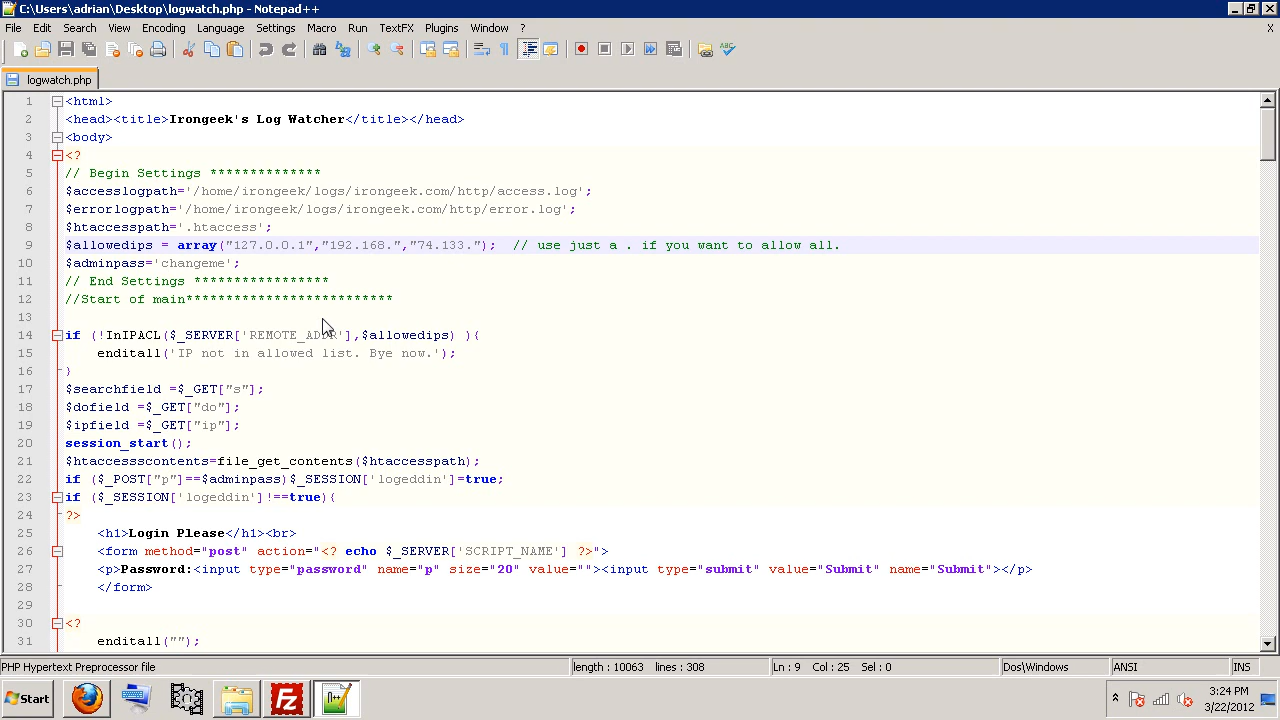 C:\Users\adrian\Desktop\logwatch.php - Notepad++
File Edit Search View Encoding Language Settings Macro Run TextFX Plugins Window ? X
logwatch.php
1 <html>
2 <head><title>Irongeek's Log Watcher</title></head>
3 <body>
4 <?
5 // Begin Settings **************
6 $accesslogpath='/home/irongeek/logs/irongeek.com/http/access.log';
7 $errorlogpath='/home/irongeek/logs/irongeek.com/http/error.log';
8 $htaccesspath='.htaccess';
9 $allowedips = array("127.0.0.1","192.168.","74.133."); // use just a . if you want to allow all.
10 $adminpass='changeme';
11 // End Settings *****************
12 //Start of main**************************
13
14 if (!InIPACL($_SERVER['REMOTE_ADDR'],$allowedips) ){
15 enditall('IP not in allowed list. Bye now.');
16 }
17 $searchfield =$_GET["s"];
18 $dofield =$_GET["do"];
19 $ipfield =$_GET["ip"];
20 session_start();
21 $htaccessscontents=file_get_contents($htaccesspath);
22 if ($_POST["p"]==$adminpass)$_SESSION['logeddin']=true;
23 if ($_SESSION['logeddin']!==true){
24 ?>
25 <h1>Login Please</h1><br>
26 <form method="post" action="<? echo $_SERVER['SCRIPT_NAME'] ?>">
27 <p>Password:<input type="password" name="p" size="20" value=""><input type="submit" value="Submit" name="Submit"></p>
28 </form>
29
30 <?
31 enditall("");
PHP Hypertext Preprocessor file length : 10063 lines : 308 Ln : 9 Col : 25 Sel : 0 Dos\Windows ANSI INS
Start 3:24 PM
3/22/2012